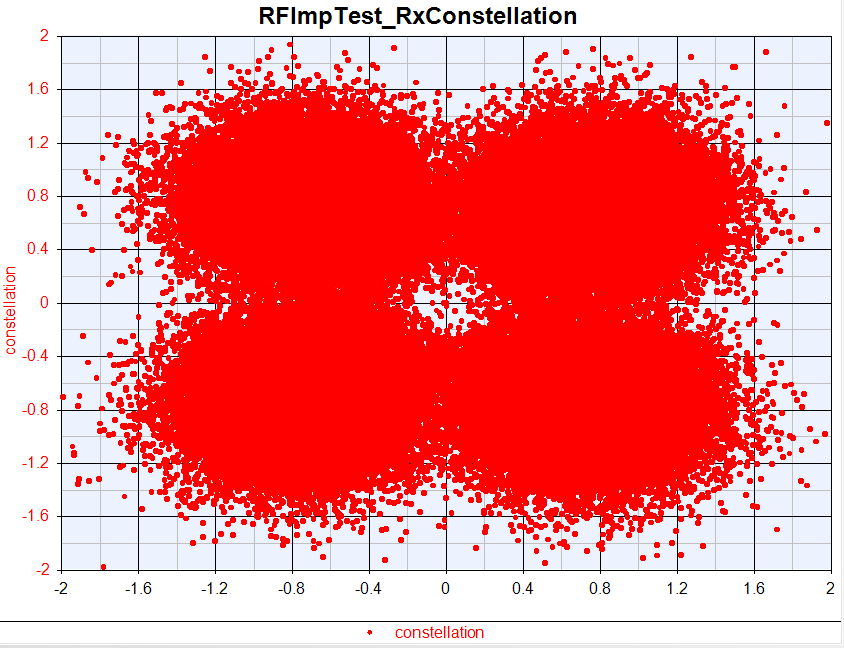 RFImpTest_RxConstellation
2
1.6
1.2
0.8
0.4
0
-0.4
-0.8
-1.2
-1.6
-2
constellation
-2 -1.6 -1.2 -0.8 -0.4 0 0.4 0.8 1.2 1.6 2
constellation